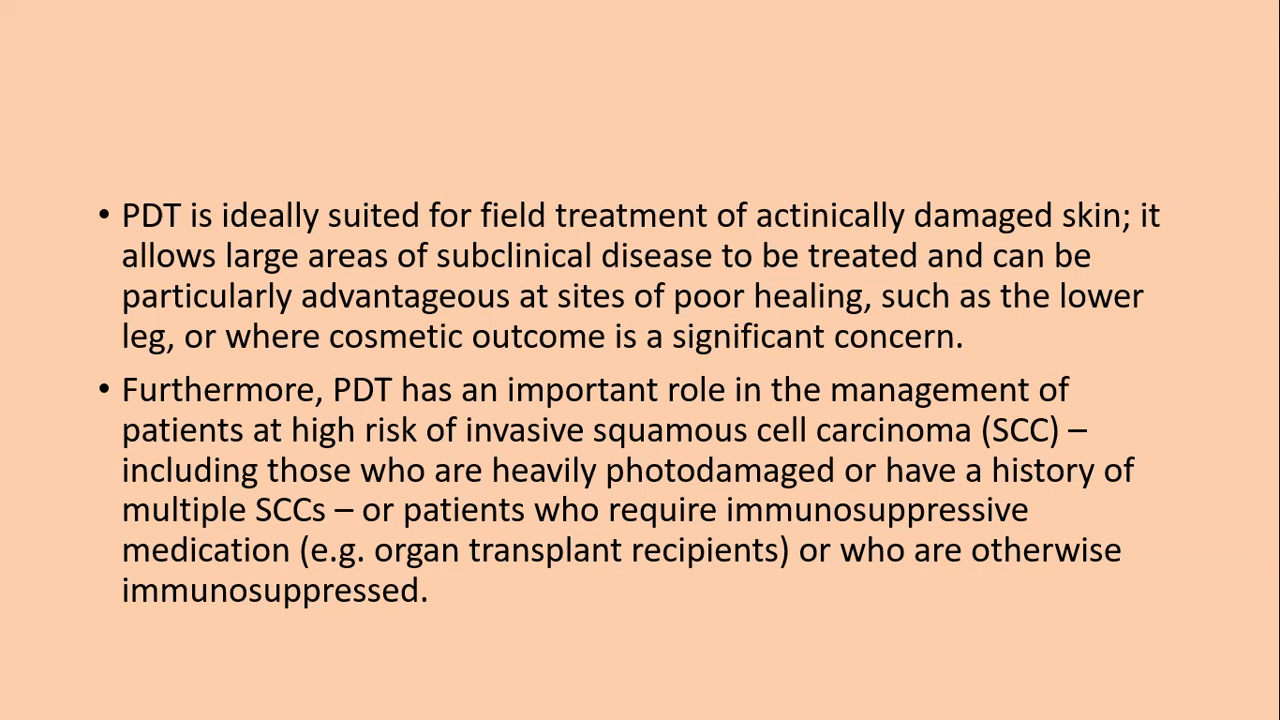 • PDT is ideally suited for field treatment of actinically damaged skin; it
allows large areas of subclinical disease to be treated and can be
particularly advantageous at sites of poor healing, such as the lower
leg, or where cosmetic outcome is a significant concern.
• Furthermore, PDT has an important role in the management of
patients at high risk of invasive squamous cell carcinoma (SCC) –
including those who are heavily photodamaged or have a history of
multiple SCCs – or patients who require immunosuppressive
medication (e.g. organ transplant recipients) or who are otherwise
immunosuppressed.